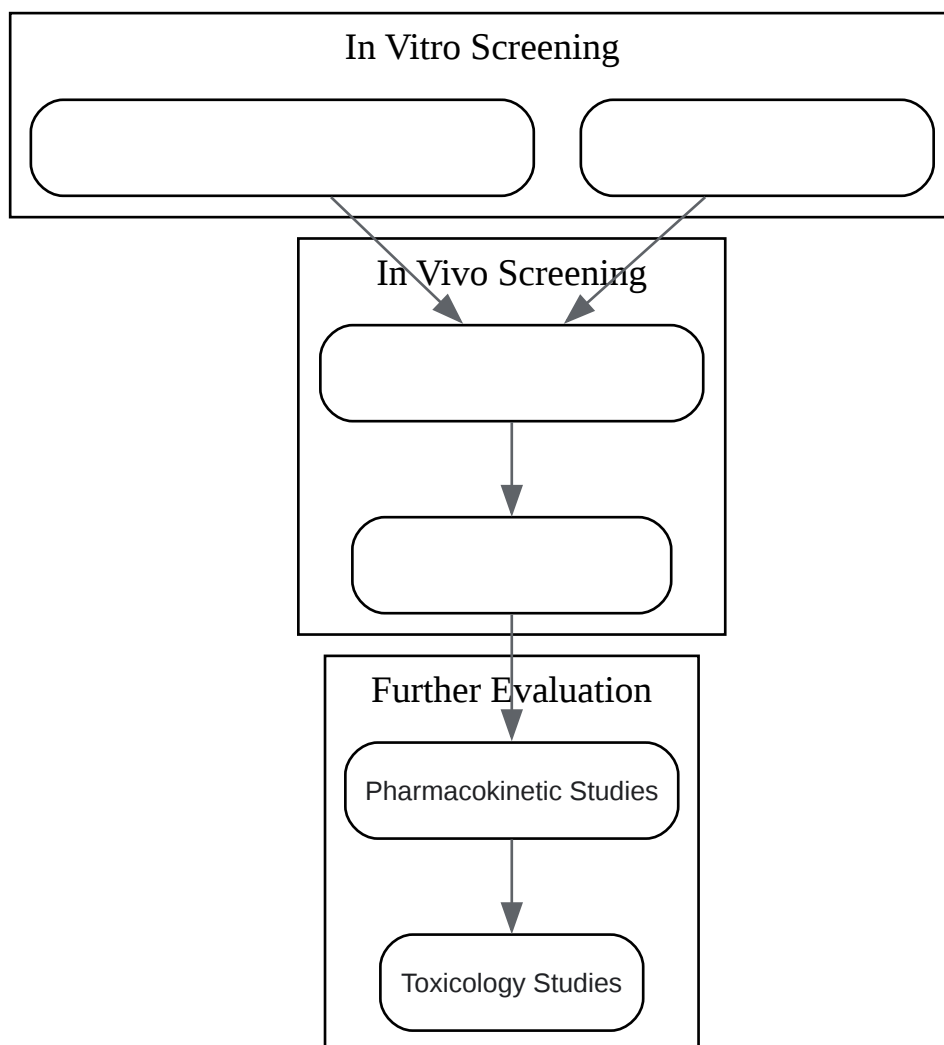 In Vitro Screening
In Vivo Screening
Further Evaluation
Pharmacokinetic Studies
Toxicology Studies